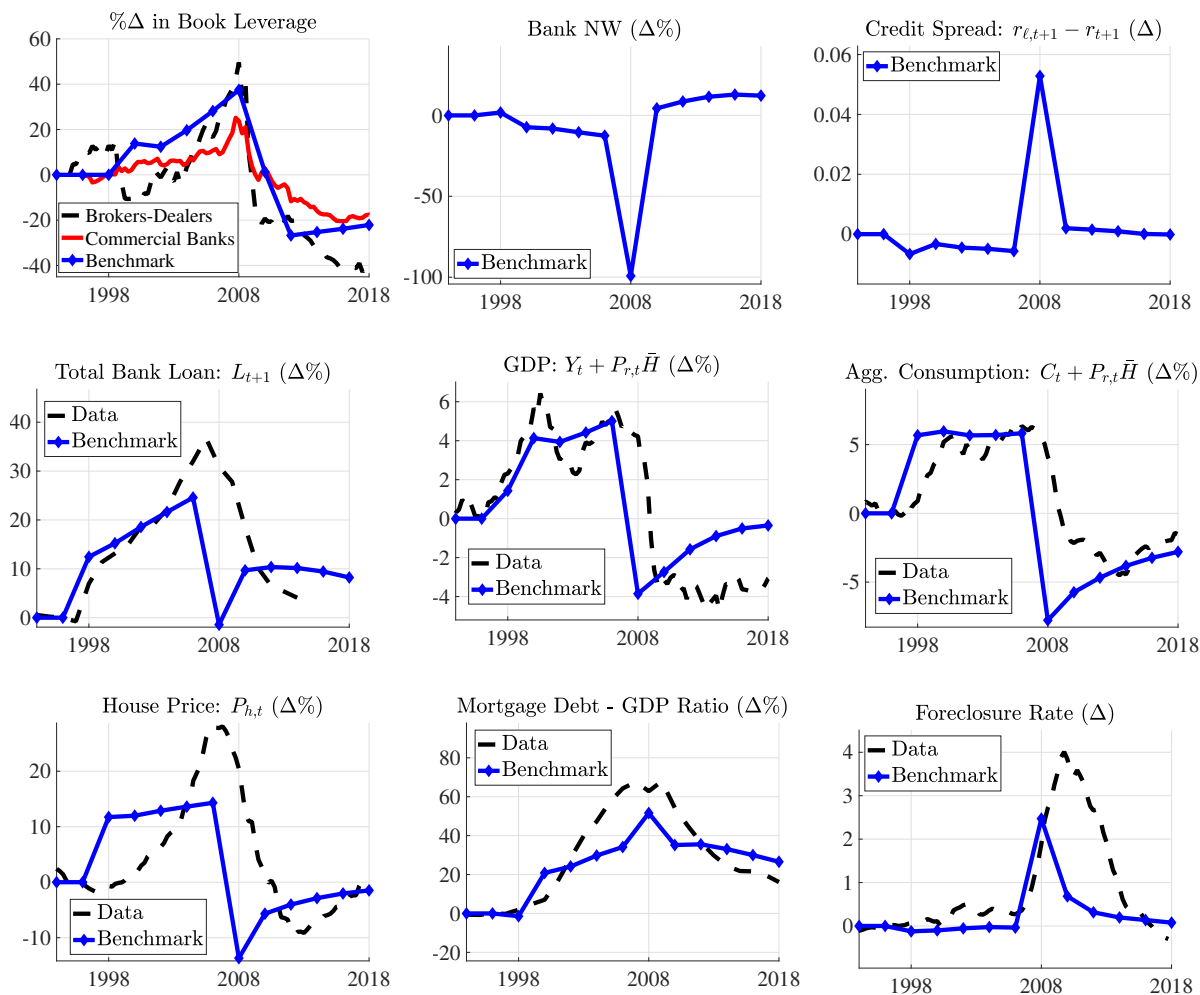 %Δ in Book Leverage
60
40
20
0
-20
-40
Brokers-Dealers
Commercial Banks
Benchmark
1998
2008
2018
Bank NW (Δ%)
0
-50
-100
Benchmark
1998
2008
2018
Credit Spread: r_{ℓ,t+1} − r_{t+1} (Δ)
0.06
0.04
0.02
0
Benchmark
1998
2008
2018
Total Bank Loan: L_{t+1} (Δ%)
40
30
20
10
0
Data
Benchmark
1998
2008
2018
GDP: Y_t + P_{r,t}H̄ (Δ%)
6
4
2
0
-2
-4
Data
Benchmark
1998
2008
2018
Agg. Consumption: C_t + P_{r,t}H̄ (Δ%)
5
0
-5
Data
Benchmark
1998
2008
2018
House Price: P_{h,t} (Δ%)
20
10
0
-10
Data
Benchmark
1998
2008
2018
Mortgage Debt - GDP Ratio (Δ%)
80
60
40
20
0
-20
Data
Benchmark
1998
2008
2018
Foreclosure Rate (Δ)
4
3
2
1
0
Data
Benchmark
1998
2008
2018